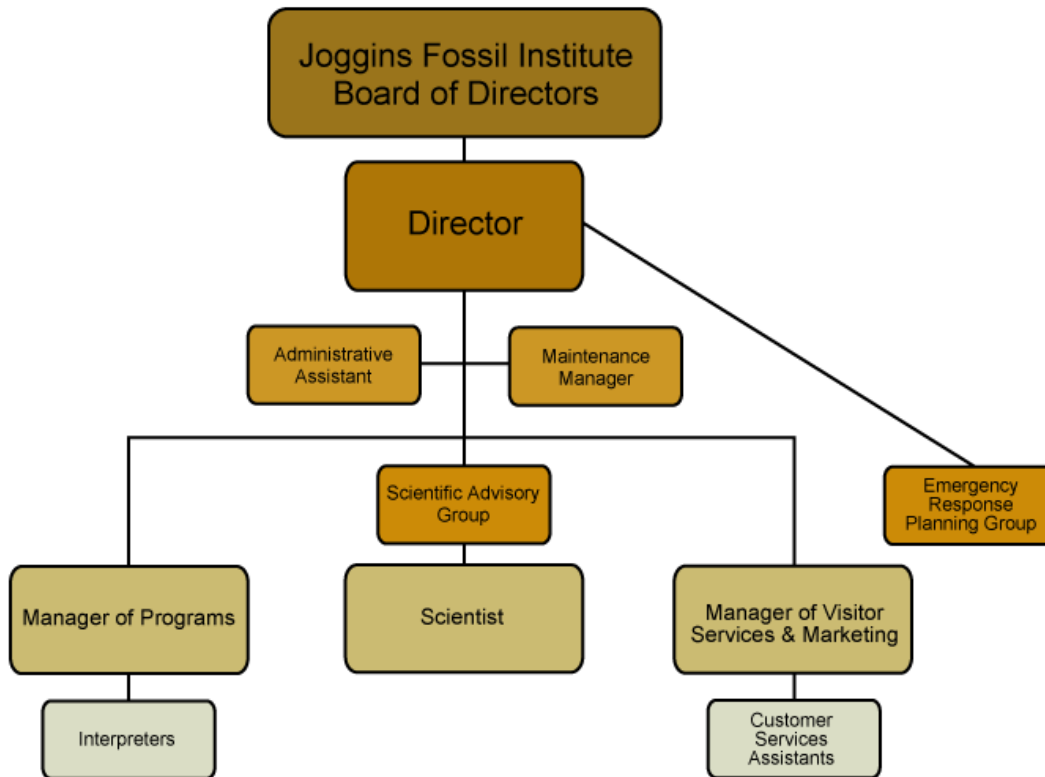 Joggins Fossil Institute
Board of Directors
Director
Administrative
Assistant
Maintenance
Manager
Scientific Advisory
Group
Emergency
Response
Planning Group
Manager of Programs
Scientist
Manager of Visitor
Services & Marketing
Interpreters
Customer
Services
Assistants